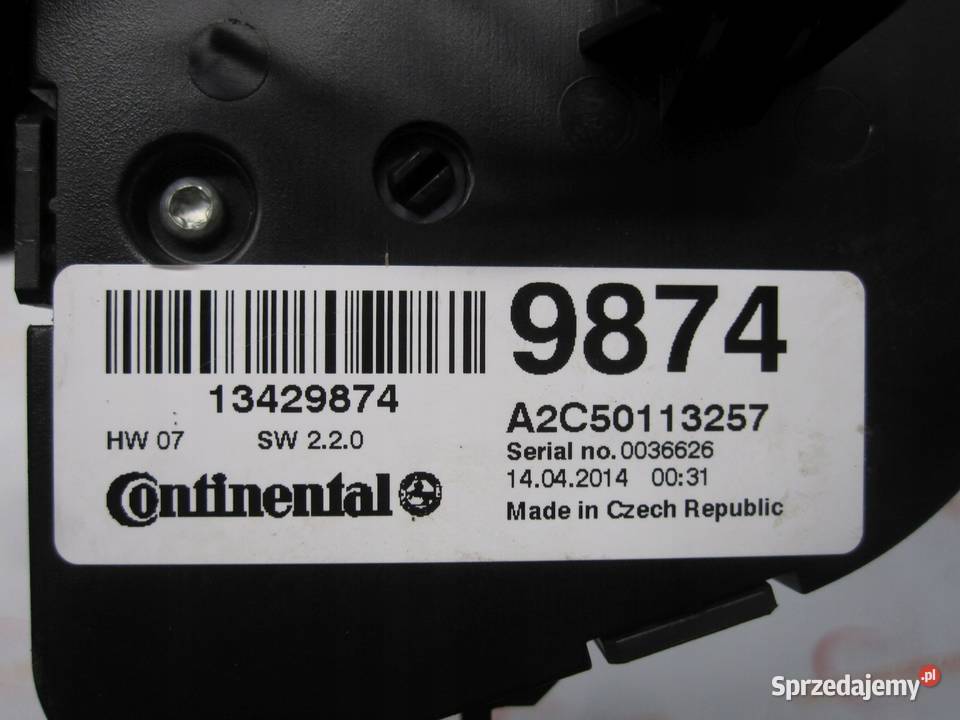 13429874
HW 07 SW 2.2.0
Continental
9874
A2C50113257
Serial no. 0036626
14.04.2014 00:31
Made in Czech Republic
Sprzedajemy.pl